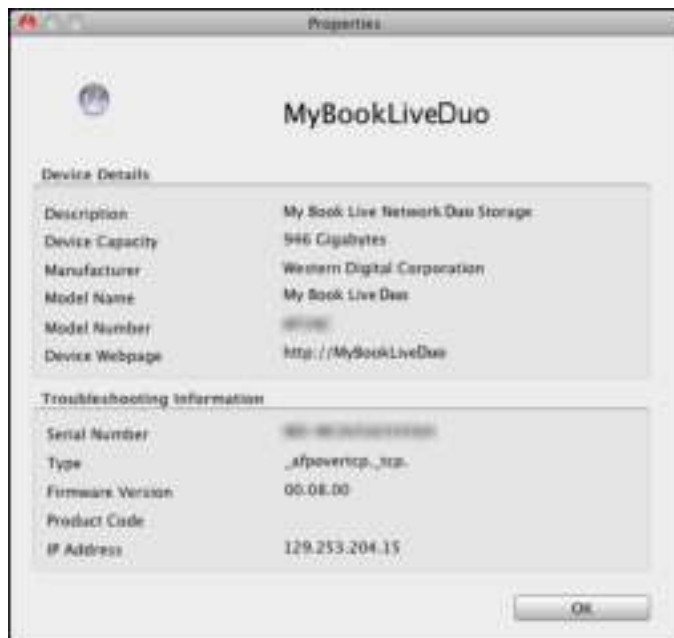 Properties
MyBookLiveDuo
Device Details
Description My Book Live Network Duo Storage
Device Capacity 946 Gigabytes
Manufacturer Western Digital Corporation
Model Name My Book Live Duo
Model Number
Device Webpage http://MyBookLiveDuo
Troubleshooting Information
Serial Number
Type _afpovertcp._tcp.
Firmware Version 00.08.00
Product Code
IP Address 129.253.204.15
OK